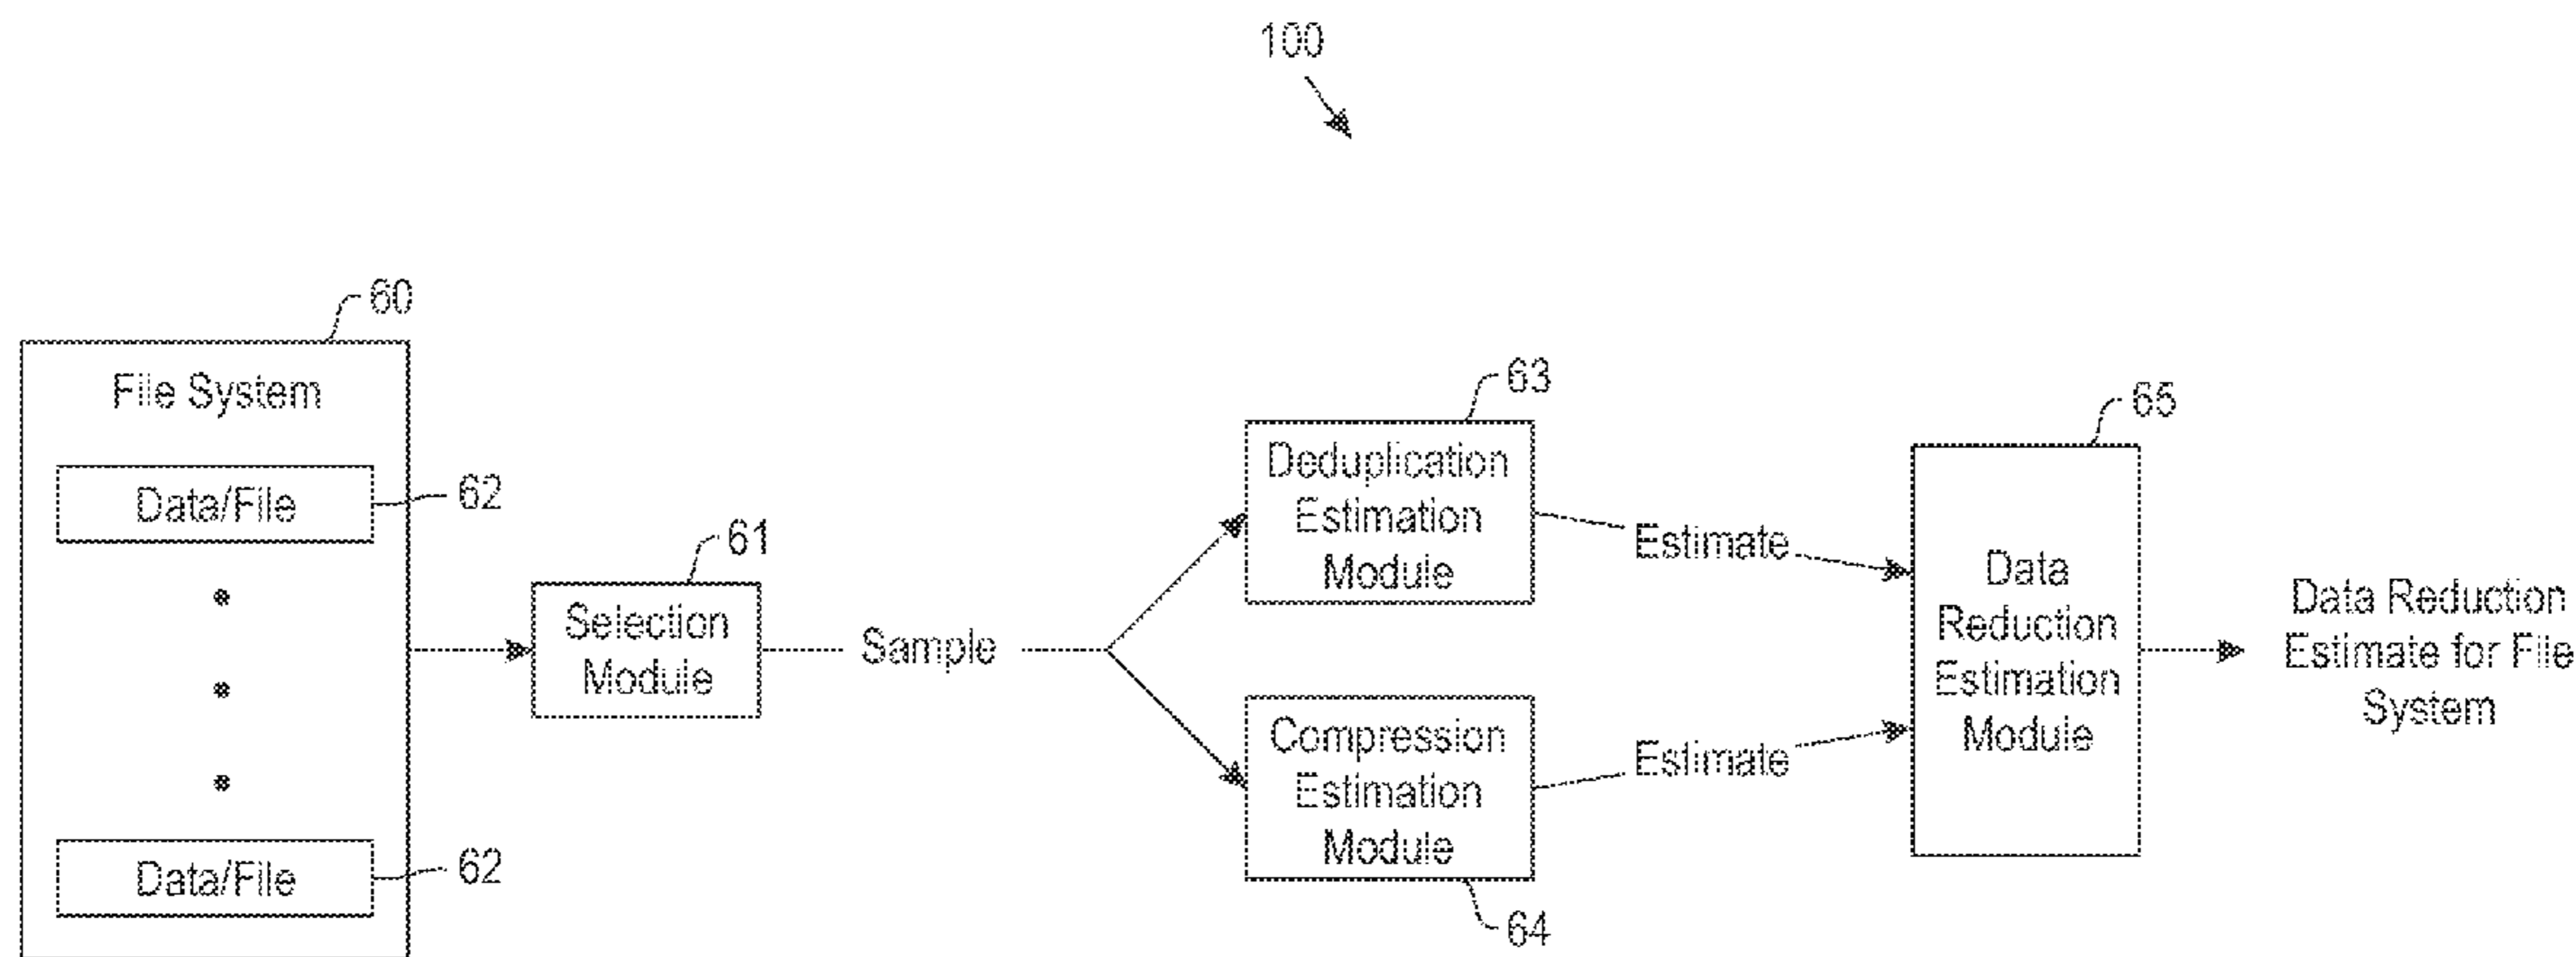 100
60
File System
Data/File
62
Data/File
62
61
Selection
Module
Sample
63
Deduplication
Estimation
Module
Estimate
Compression
Estimation
Module
64
Estimate
65
Data
Reduction
Estimation
Module
Data Reduction
Estimate for File
System